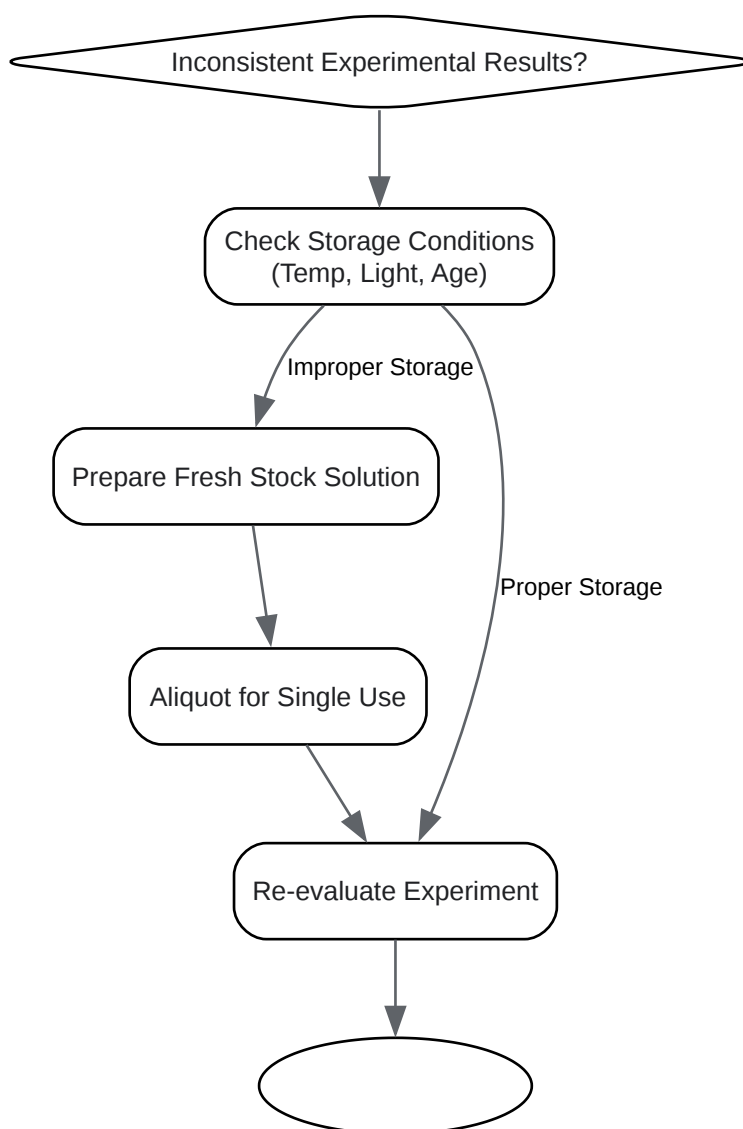 Inconsistent Experimental Results?
Check Storage Conditions
(Temp, Light, Age)
Improper Storage
Prepare Fresh Stock Solution
Proper Storage
Aliquot for Single Use
Re-evaluate Experiment